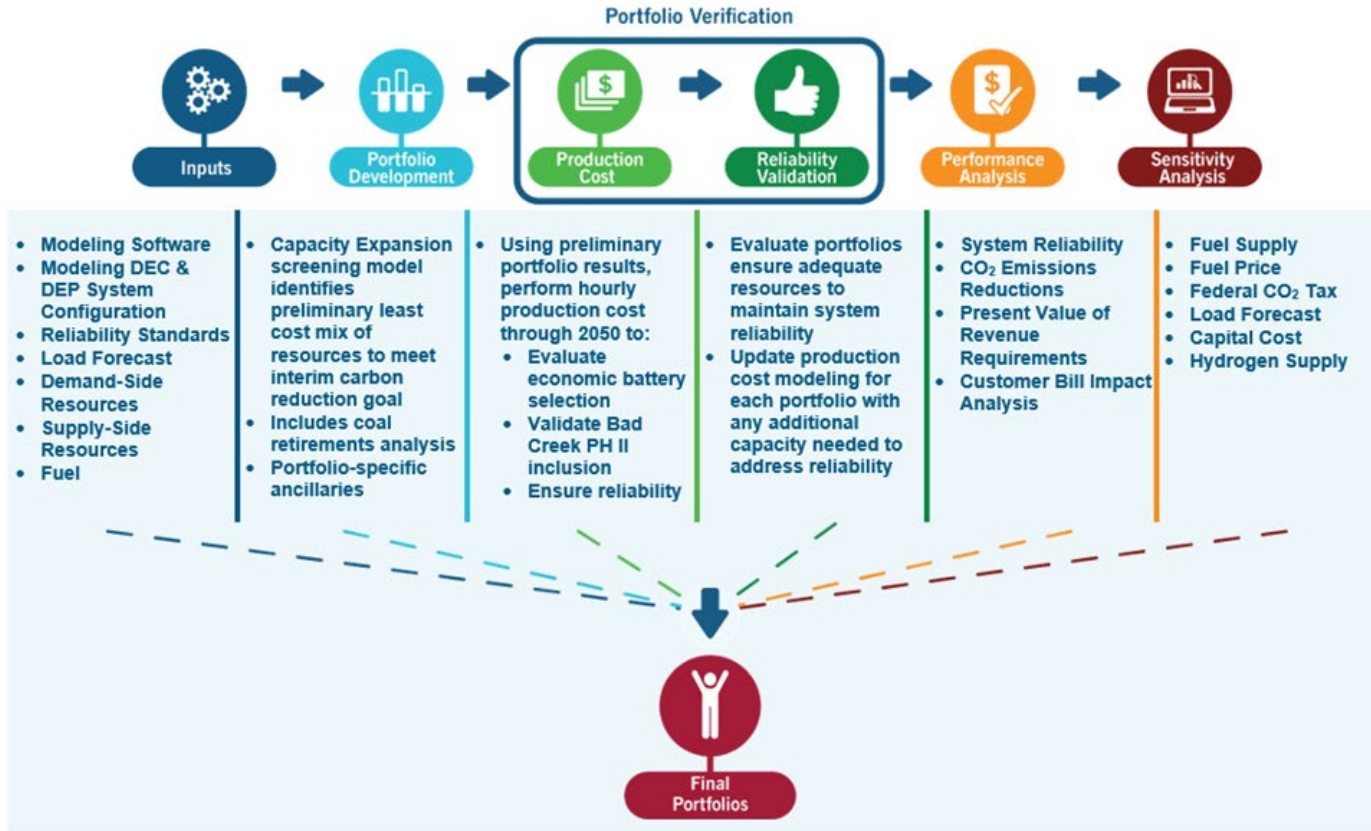 Portfolio Verification
$
$
Inputs
Portfolio
Development
Production
Cost
Reliability
Validation
Performance
Analysis
Sensitivity
Analysis
• Modeling Software
• Modeling DEC &
DEP System
Configuration
• Reliability Standards
• Load Forecast
• Demand-Side
Resources
• Supply-Side
Resources
• Fuel
• Capacity Expansion
screening model
identifies
preliminary least
cost mix of
resources to meet
interim carbon
reduction goal
• Includes coal
retirements analysis
• Portfolio-specific
ancillaries
• Using preliminary
portfolio results,
perform hourly
production cost
through 2050 to:
• Evaluate
economic battery
selection
• Validate Bad
Creek PH II
inclusion
• Ensure reliability
• Evaluate portfolios
ensure adequate
resources to
maintain system
reliability
• Update production
cost modeling for
each portfolio with
any additional
capacity needed to
address reliability
• System Reliability
• CO₂ Emissions
Reductions
• Present Value of
Revenue
Requirements
• Customer Bill Impact
Analysis
• Fuel Supply
• Fuel Price
• Federal CO₂ Tax
• Load Forecast
• Capital Cost
• Hydrogen Supply
Final
Portfolios